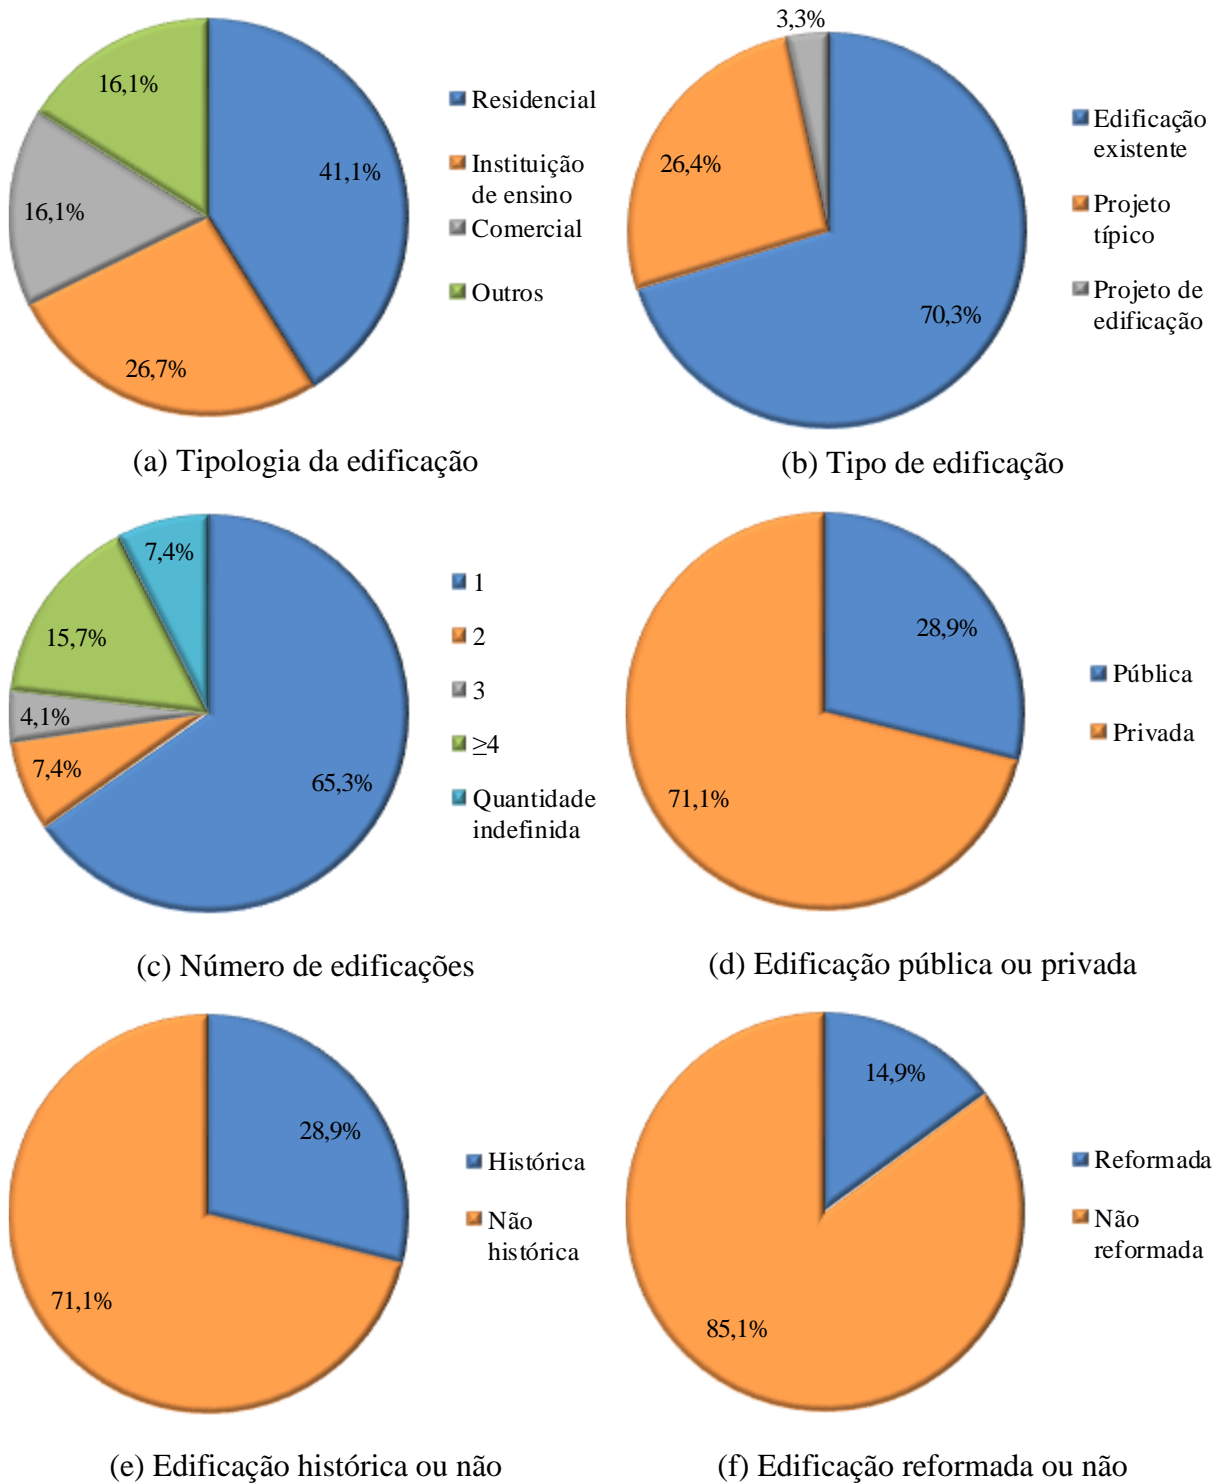 16,1%
41,1%
16,1%
26,7%
Residencial
Instituição
de ensino
Comercial
Outros
(a) Tipologia da edificação
3,3%
26,4%
70,3%
Edificação
existente
Projeto
típico
Projeto de
edificação
(b) Tipo de edificação
7,4%
15,7%
4,1%
7,4%
65,3%
1
2
3
≥4
Quantidade
indefinida
(c) Número de edificações
28,9%
71,1%
Pública
Privada
(d) Edificação pública ou privada
28,9%
71,1%
Histórica
Não
histórica
(e) Edificação histórica ou não
14,9%
85,1%
Reformada
Não
reformada
(f) Edificação reformada ou não